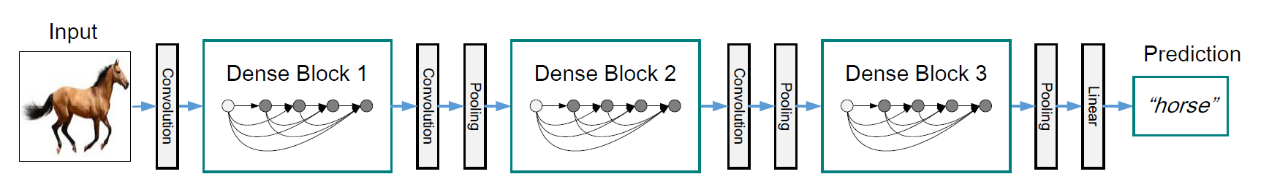 Input
Convolution
Dense Block 1
Convolution
Pooling
Dense Block 2
Convolution
Pooling
Dense Block 3
Pooling
Linear
Prediction
“horse”